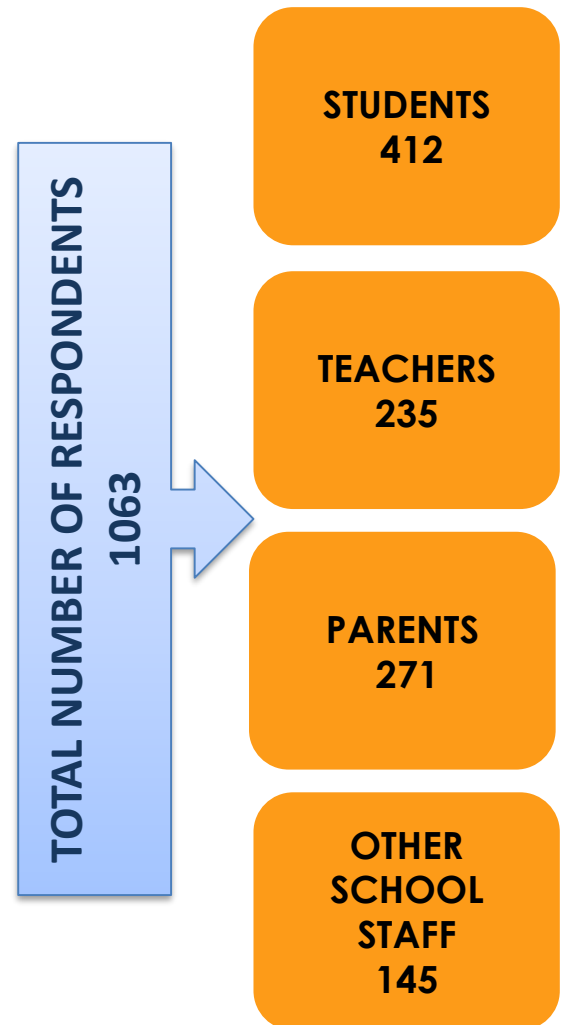 TOTAL NUMBER OF RESPONDENTS
1063
STUDENTS
412
TEACHERS
235
PARENTS
271
OTHER
SCHOOL
STAFF
145